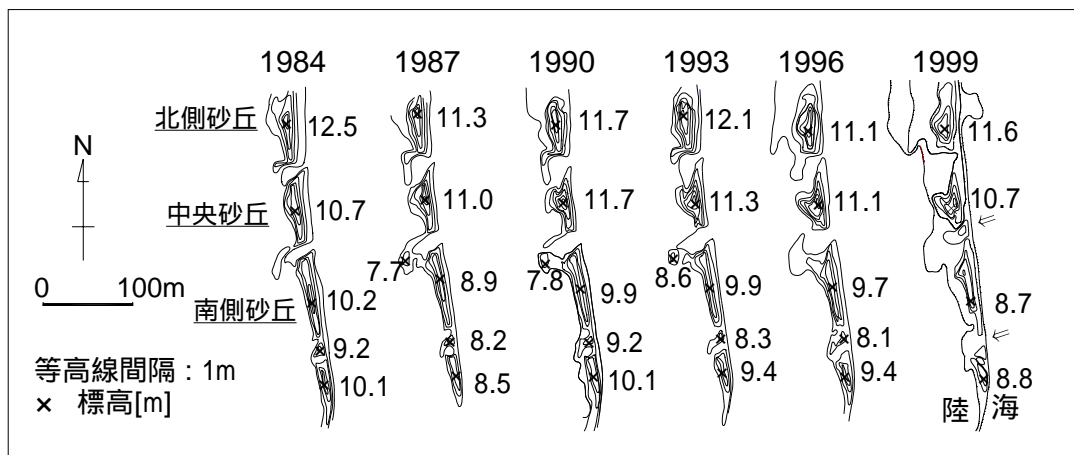 1984 1987 1990 1993 1996 1999
北側砂丘 12.5 11.3 11.7 12.1 11.1 11.6
N
中央砂丘 10.7 11.0 11.7 11.3 11.1 10.7
7.7 7.8 8.6
0 100m
南側砂丘 10.2 8.9 9.9 9.9 9.7 8.7
9.2 8.2 9.2 8.3 8.1
等高線間隔：1m
10.1 8.5 10.1 9.4 9.4 8.8
× 標高[m]
陸 海